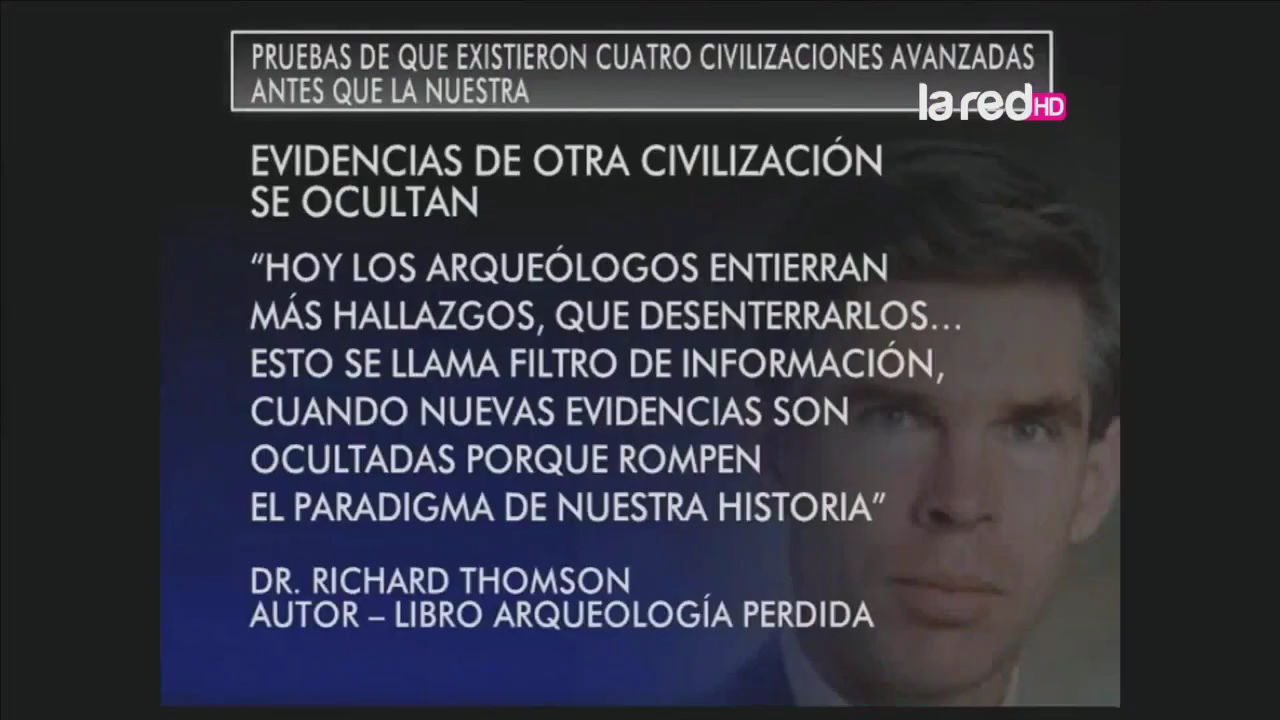 PRUEBAS DE QUE EXISTIERON CUATRO CIVILIZACIONES AVANZADAS
ANTES QUE LA NUESTRA
la red HD
EVIDENCIAS DE OTRA CIVILIZACIÓN
SE OCULTAN
“HOY LOS ARQUEÓLOGOS ENTIERRAN
MÁS HALLAZGOS, QUE DESENTERRARLOS...
ESTO SE LLAMA FILTRO DE INFORMACIÓN,
CUANDO NUEVAS EVIDENCIAS SON
OCULTADAS PORQUE ROMPEN
EL PARADIGMA DE NUESTRA HISTORIA”
DR. RICHARD THOMSON
AUTOR – LIBRO ARQUEOLOGÍA PERDIDA